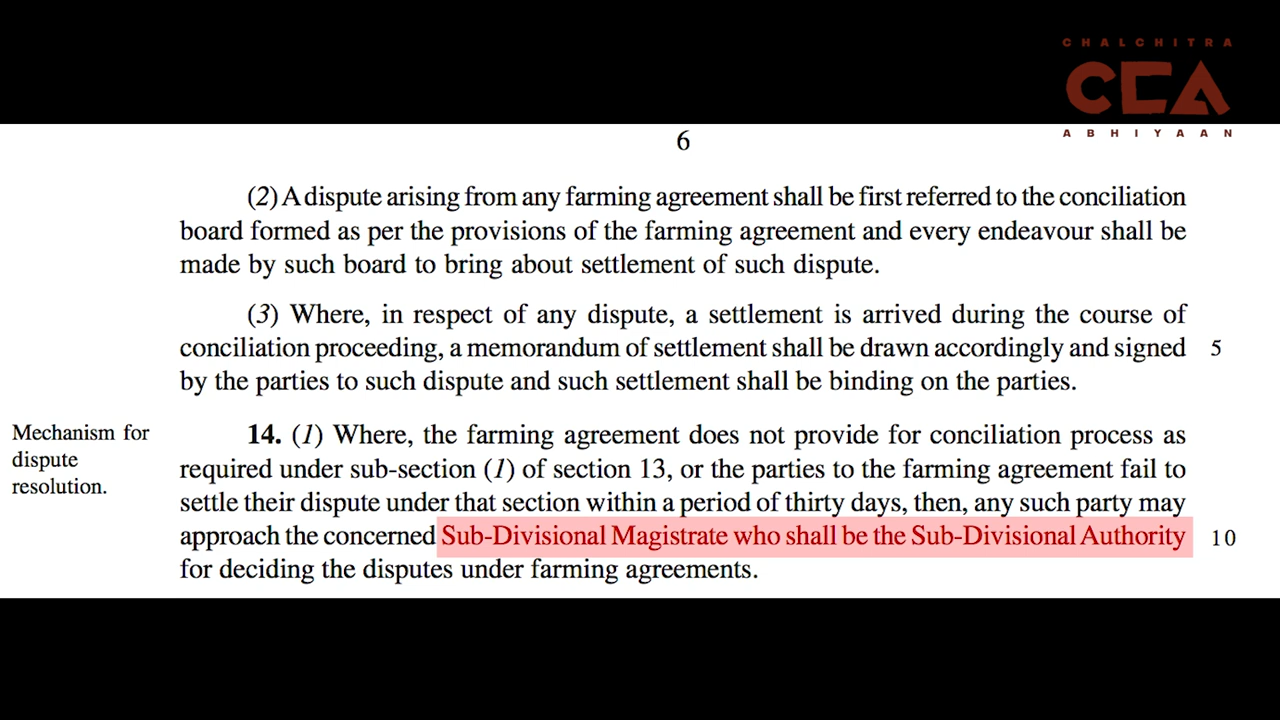 CHALCHITRA
CEA
ABHIYAAN
6
(2) A dispute arising from any farming agreement shall be first referred to the conciliation
board formed as per the provisions of the farming agreement and every endeavour shall be
made by such board to bring about settlement of such dispute.
(3) Where, in respect of any dispute, a settlement is arrived during the course of
conciliation proceeding, a memorandum of settlement shall be drawn accordingly and signed 5
by the parties to such dispute and such settlement shall be binding on the parties.
Mechanism for
dispute
resolution.
14. (1) Where, the farming agreement does not provide for conciliation process as
required under sub-section (1) of section 13, or the parties to the farming agreement fail to
settle their dispute under that section within a period of thirty days, then, any such party may
approach the concerned Sub-Divisional Magistrate who shall be the Sub-Divisional Authority 10
for deciding the disputes under farming agreements.